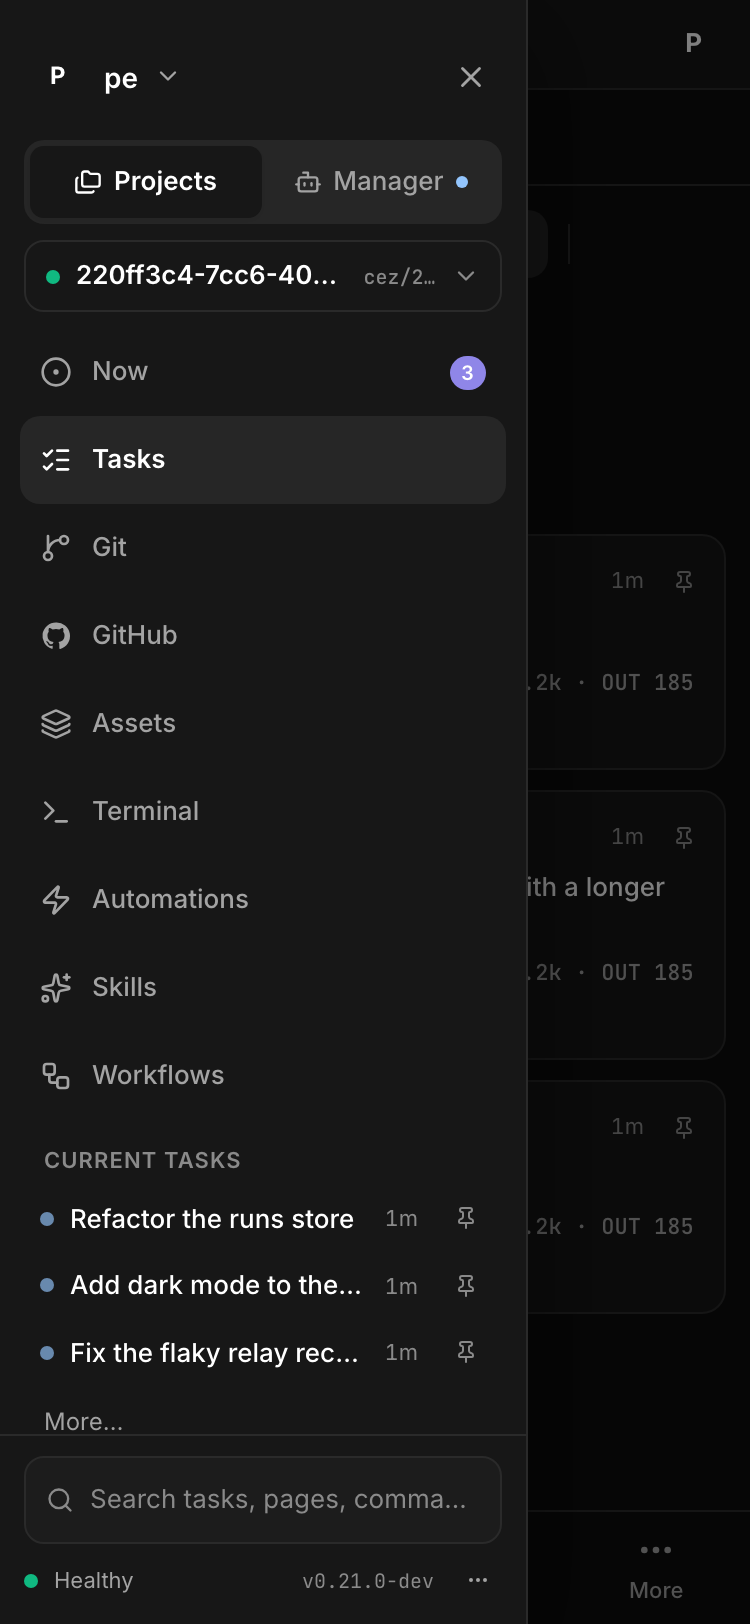 P pe
P
Projects Manager
220ff3c4-7cc6-40... cez/2…
Now 3
Tasks
Git
GitHub
Assets
Terminal
Automations
Skills
Workflows
CURRENT TASKS
Refactor the runs store 1m
Add dark mode to the... 1m
Fix the flaky relay rec... 1m
More...
Search tasks, pages, comma...
Healthy v0.21.0-dev
1m
.2k · OUT 185
1m
ith a longer
.2k · OUT 185
1m
.2k · OUT 185
More